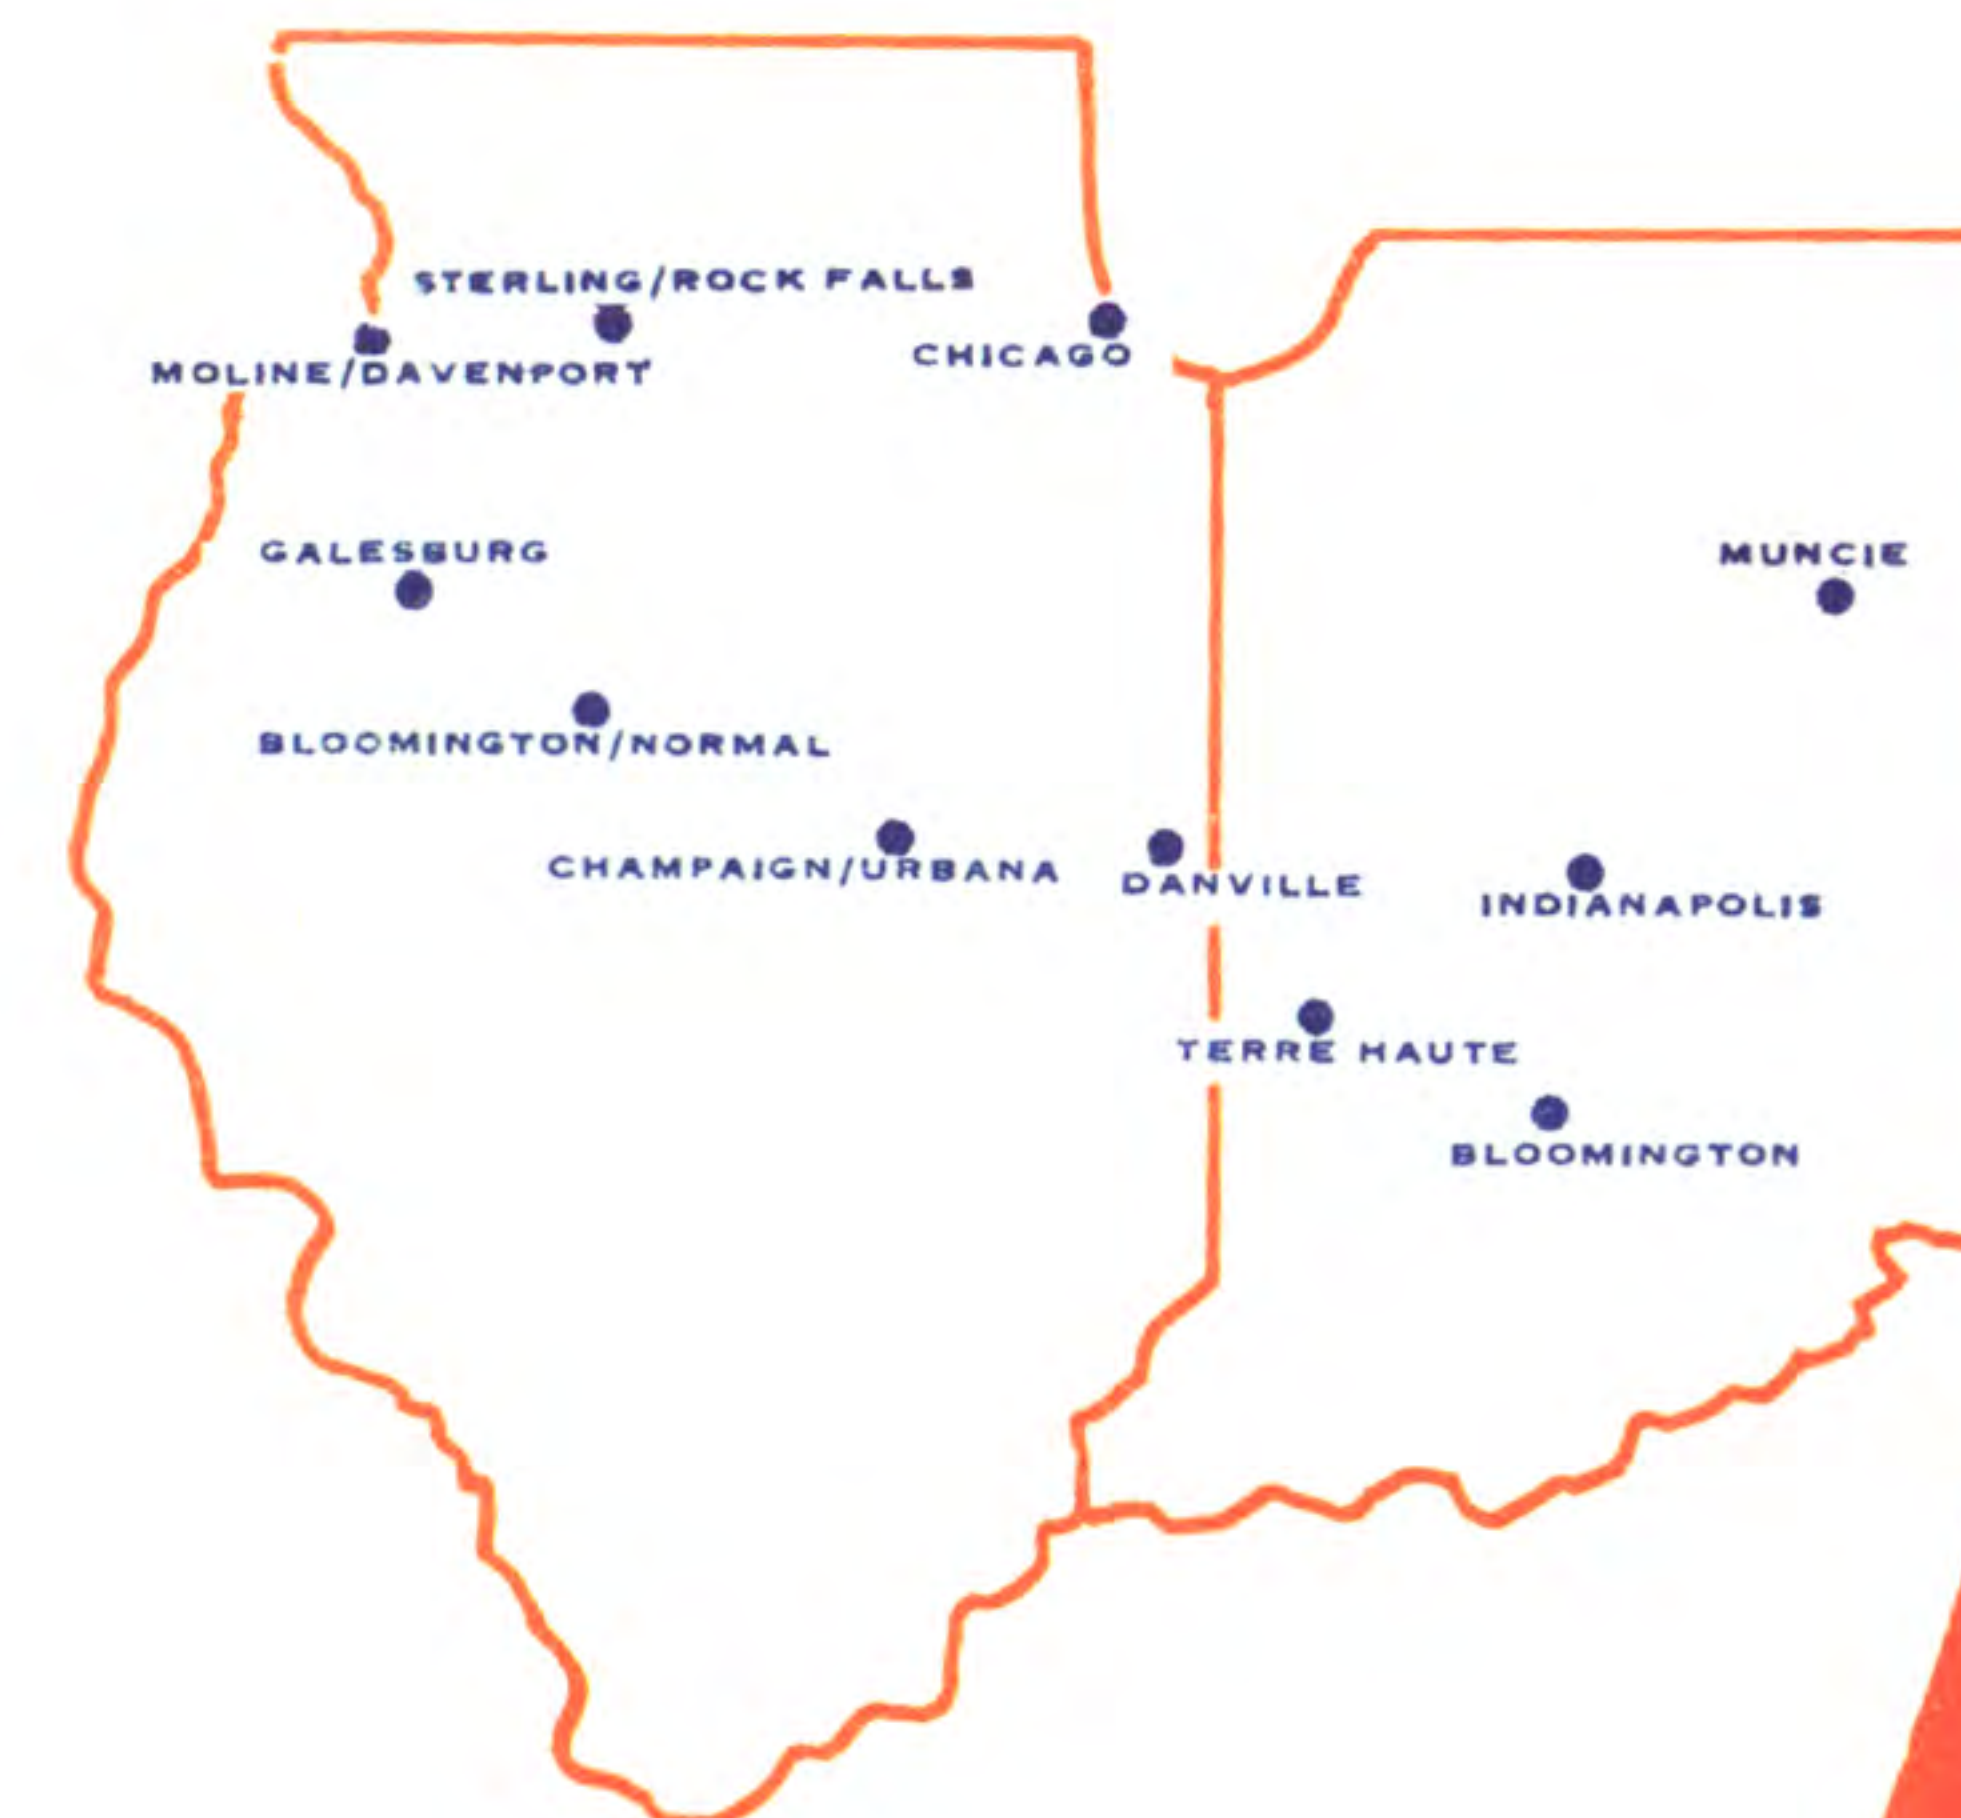 STERLING/ROCK FALLS
CHICAGO
MOLINE/DAVENPORT
GALESBURG
MUNCIE
BLOOMINGTON/NORMAL
CHAMPAIGN/URBANA
DANVILLE
INDIANAPOLIS
TERRE HAUTE
BLOOMINGTON